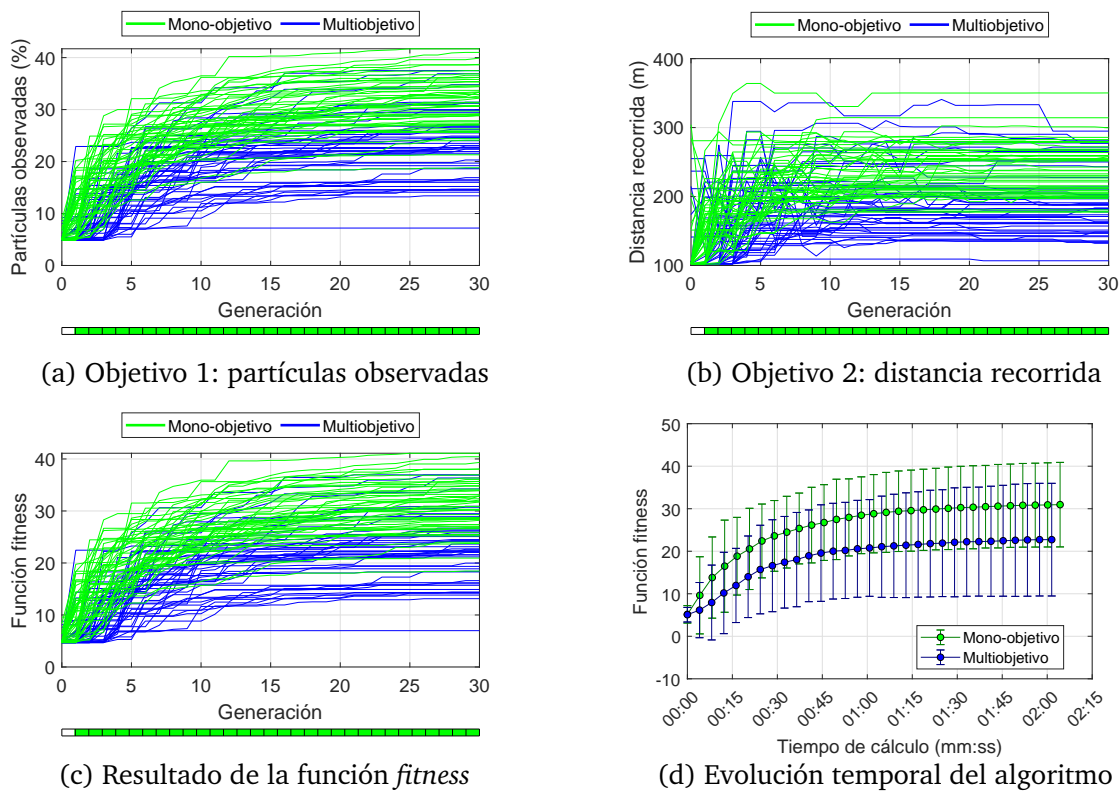 Mono-objetivo Multiobjetivo
Partículas observadas (%)
40
30
20
10
0
0 5 10 15 20 25 30
Generación
(a) Objetivo 1: partículas observadas
Mono-objetivo Multiobjetivo
Distancia recorrida (m)
400
300
200
100
0 5 10 15 20 25 30
Generación
(b) Objetivo 2: distancia recorrida
Mono-objetivo Multiobjetivo
Función fitness
40
30
20
10
0
0 5 10 15 20 25 30
Generación
(c) Resultado de la función fitness
Función fitness
50
40
30
20
10
0
-10
Mono-objetivo
Multiobjetivo
00:00 00:15 00:30 00:45 01:00 01:15 01:30 01:45 02:00 02:15
Tiempo de cálculo (mm:ss)
(d) Evolución temporal del algoritmo